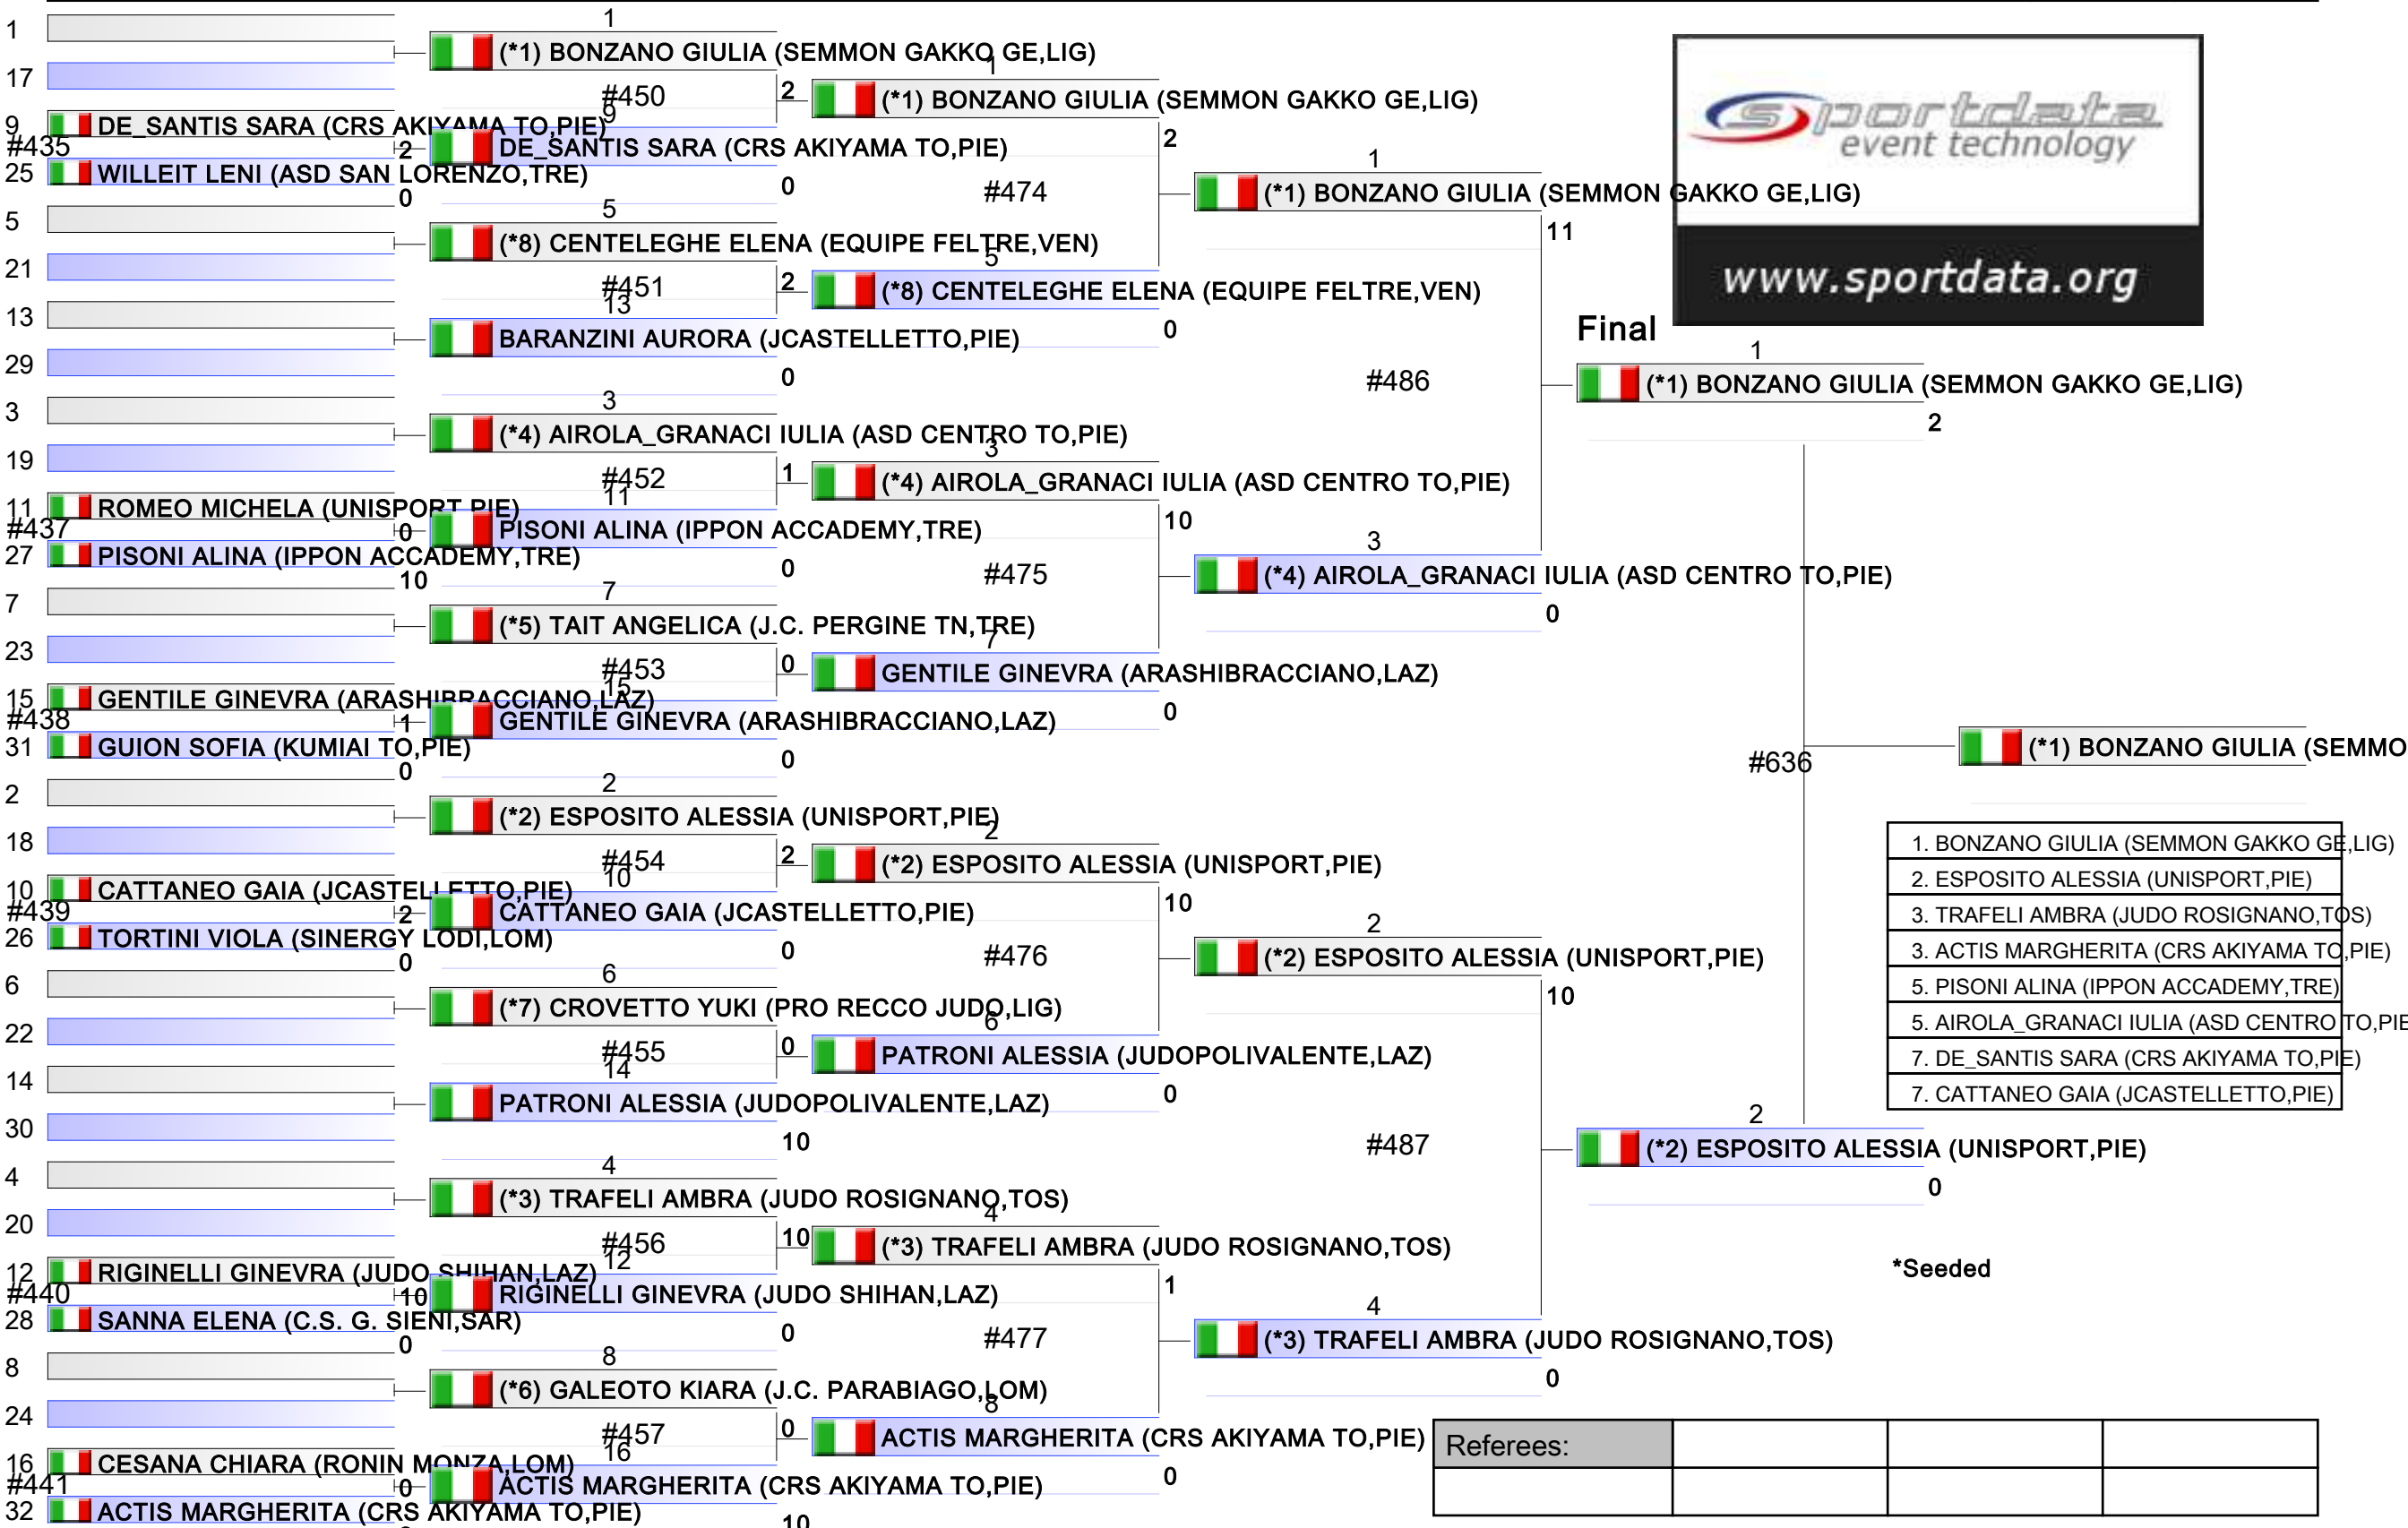 1
17
9
#435
25
5
21
13
29
3
19
11
#437
27
7
23
15
#438
31
2
18
10
#439
26
6
22
14
30
4
20
12
#440
28
8
24
16
#441
32
DE_SANTIS SARA (CRS AKIYAMA TO,PIE)
2
WILLEIT LENI (ASD SAN LORENZO,TRE)
0
ROMEO MICHELA (UNISPORT,PIE)
0
PISONI ALINA (IPPON ACCADEMY,TRE)
10
GENTILE GINEVRA (ARASHIBRACCIANO,LAZ)
1
GUION SOFIA (KUMIAI TO,PIE)
0
CATTANEO GAIA (JCASTELLETTO,PIE)
2
TORTINI VIOLA (SINERGY LODI,LOM)
0
RIGINELLI GINEVRA (JUDO SHIHAN,LAZ)
10
SANNA ELENA (C.S. G. SIENI,SAR)
0
CESANA CHIARA (RONIN MONZA,LOM)
0
ACTIS MARGHERITA (CRS AKIYAMA TO,PIE)
1
(*1) BONZANO GIULIA (SEMMON GAKKO GE,LIG)
#450
2
9
DE_SANTIS SARA (CRS AKIYAMA TO,PIE)
0
5
(*8) CENTELEGHE ELENA (EQUIPE FELTRE,VEN)
#451
2
13
BARANZINI AURORA (JCASTELLETTO,PIE)
0
3
(*4) AIROLA_GRANACI IULIA (ASD CENTRO TO,PIE)
#452
1
11
PISONI ALINA (IPPON ACCADEMY,TRE)
0
7
(*5) TAIT ANGELICA (J.C. PERGINE TN,TRE)
#453
0
15
GENTILE GINEVRA (ARASHIBRACCIANO,LAZ)
0
2
(*2) ESPOSITO ALESSIA (UNISPORT,PIE)
#454
2
10
CATTANEO GAIA (JCASTELLETTO,PIE)
0
6
(*7) CROVETTO YUKI (PRO RECCO JUDO,LIG)
#455
0
14
PATRONI ALESSIA (JUDOPOLIVALENTE,LAZ)
10
4
(*3) TRAFELI AMBRA (JUDO ROSIGNANO,TOS)
#456
10
12
RIGINELLI GINEVRA (JUDO SHIHAN,LAZ)
0
8
(*6) GALEOTO KIARA (J.C. PARABIAGO,LOM)
#457
0
16
ACTIS MARGHERITA (CRS AKIYAMA TO,PIE)
10
1
(*1) BONZANO GIULIA (SEMMON GAKKO GE,LIG)
2
#474
5
(*8) CENTELEGHE ELENA (EQUIPE FELTRE,VEN)
0
3
(*4) AIROLA_GRANACI IULIA (ASD CENTRO TO,PIE)
10
#475
7
GENTILE GINEVRA (ARASHIBRACCIANO,LAZ)
0
2
(*2) ESPOSITO ALESSIA (UNISPORT,PIE)
10
#476
6
PATRONI ALESSIA (JUDOPOLIVALENTE,LAZ)
0
4
(*3) TRAFELI AMBRA (JUDO ROSIGNANO,TOS)
1
#477
8
ACTIS MARGHERITA (CRS AKIYAMA TO,PIE)
0
1
(*1) BONZANO GIULIA (SEMMON GAKKO GE,LIG)
11
#486
3
(*4) AIROLA_GRANACI IULIA (ASD CENTRO TO,PIE)
0
2
(*2) ESPOSITO ALESSIA (UNISPORT,PIE)
10
#487
4
(*3) TRAFELI AMBRA (JUDO ROSIGNANO,TOS)
0
sportdata
event technology
www.sportdata.org
Final
1
(*1) BONZANO GIULIA (SEMMON GAKKO GE,LIG)
2
#636
2
(*2) ESPOSITO ALESSIA (UNISPORT,PIE)
0
(*1) BONZANO GIULIA (SEMMO
1. BONZANO GIULIA (SEMMON GAKKO GE,LIG)
2. ESPOSITO ALESSIA (UNISPORT,PIE)
3. TRAFELI AMBRA (JUDO ROSIGNANO,TOS)
3. ACTIS MARGHERITA (CRS AKIYAMA TO,PIE)
5. PISONI ALINA (IPPON ACCADEMY,TRE)
5. AIROLA_GRANACI IULIA (ASD CENTRO TO,PIE
7. DE_SANTIS SARA (CRS AKIYAMA TO,PIE)
7. CATTANEO GAIA (JCASTELLETTO,PIE)
*Seeded
Referees: